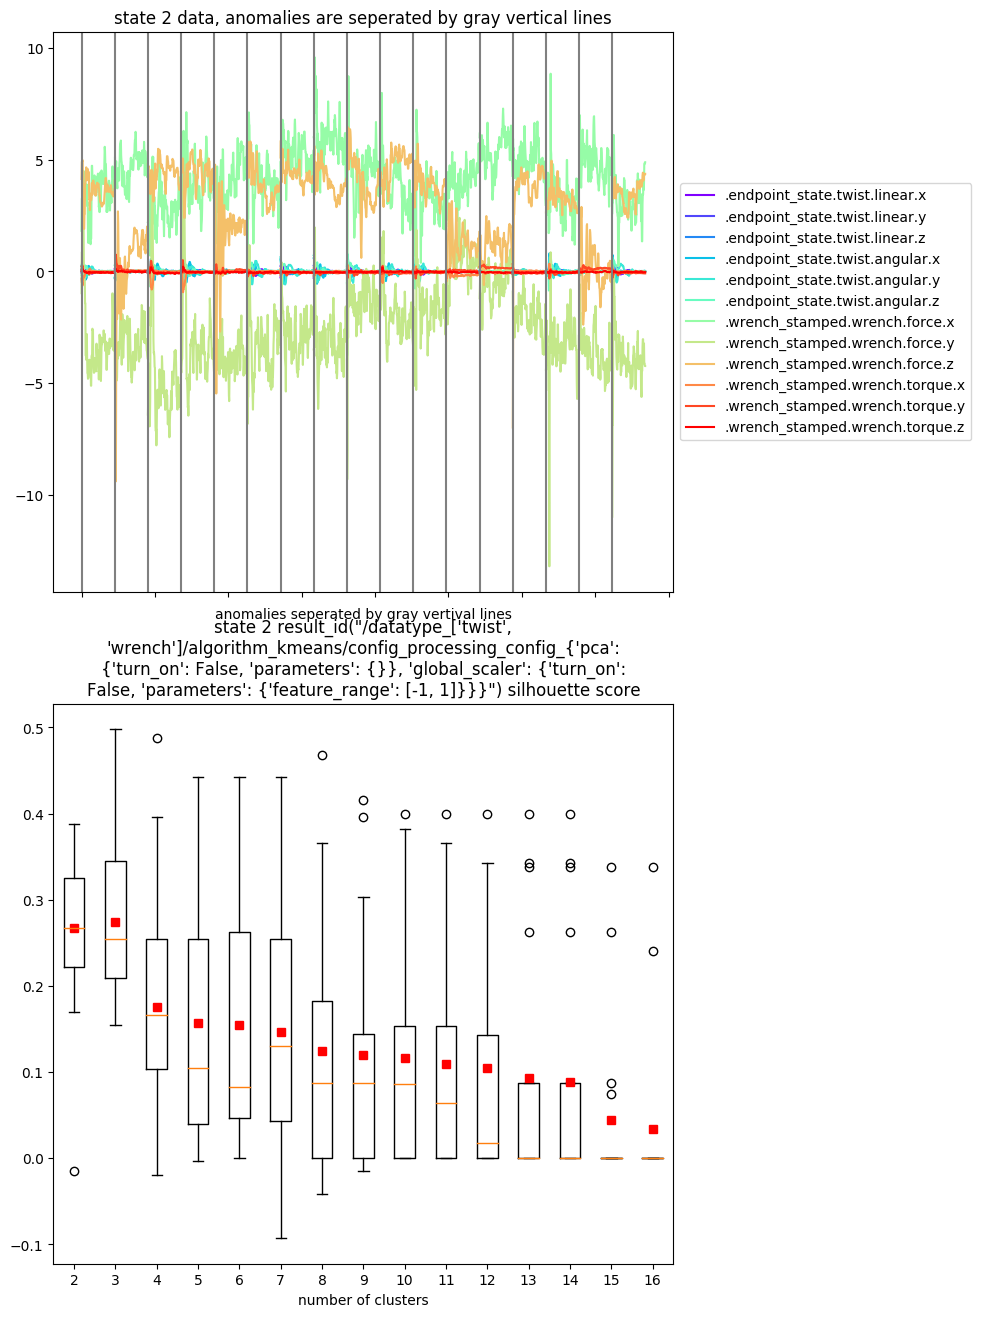 state 2 data, anomalies are seperated by gray vertical lines
10
5
0
−5
−10
.endpoint_state.twist.linear.x
.endpoint_state.twist.linear.y
.endpoint_state.twist.linear.z
.endpoint_state.twist.angular.x
.endpoint_state.twist.angular.y
.endpoint_state.twist.angular.z
.wrench_stamped.wrench.force.x
.wrench_stamped.wrench.force.y
.wrench_stamped.wrench.force.z
.wrench_stamped.wrench.torque.x
.wrench_stamped.wrench.torque.y
.wrench_stamped.wrench.torque.z
anomalies seperated by gray vertival lines
state 2 result_id("/datatype_['twist',
'wrench']/algorithm_kmeans/config_processing_config_{'pca':
{'turn_on': False, 'parameters': {}}, 'global_scaler': {'turn_on':
False, 'parameters': {'feature_range': [-1, 1]}}}") silhouette score
0.5
0.4
0.3
0.2
0.1
0.0
−0.1
2 3 4 5 6 7 8 9 10 11 12 13 14 15 16
number of clusters